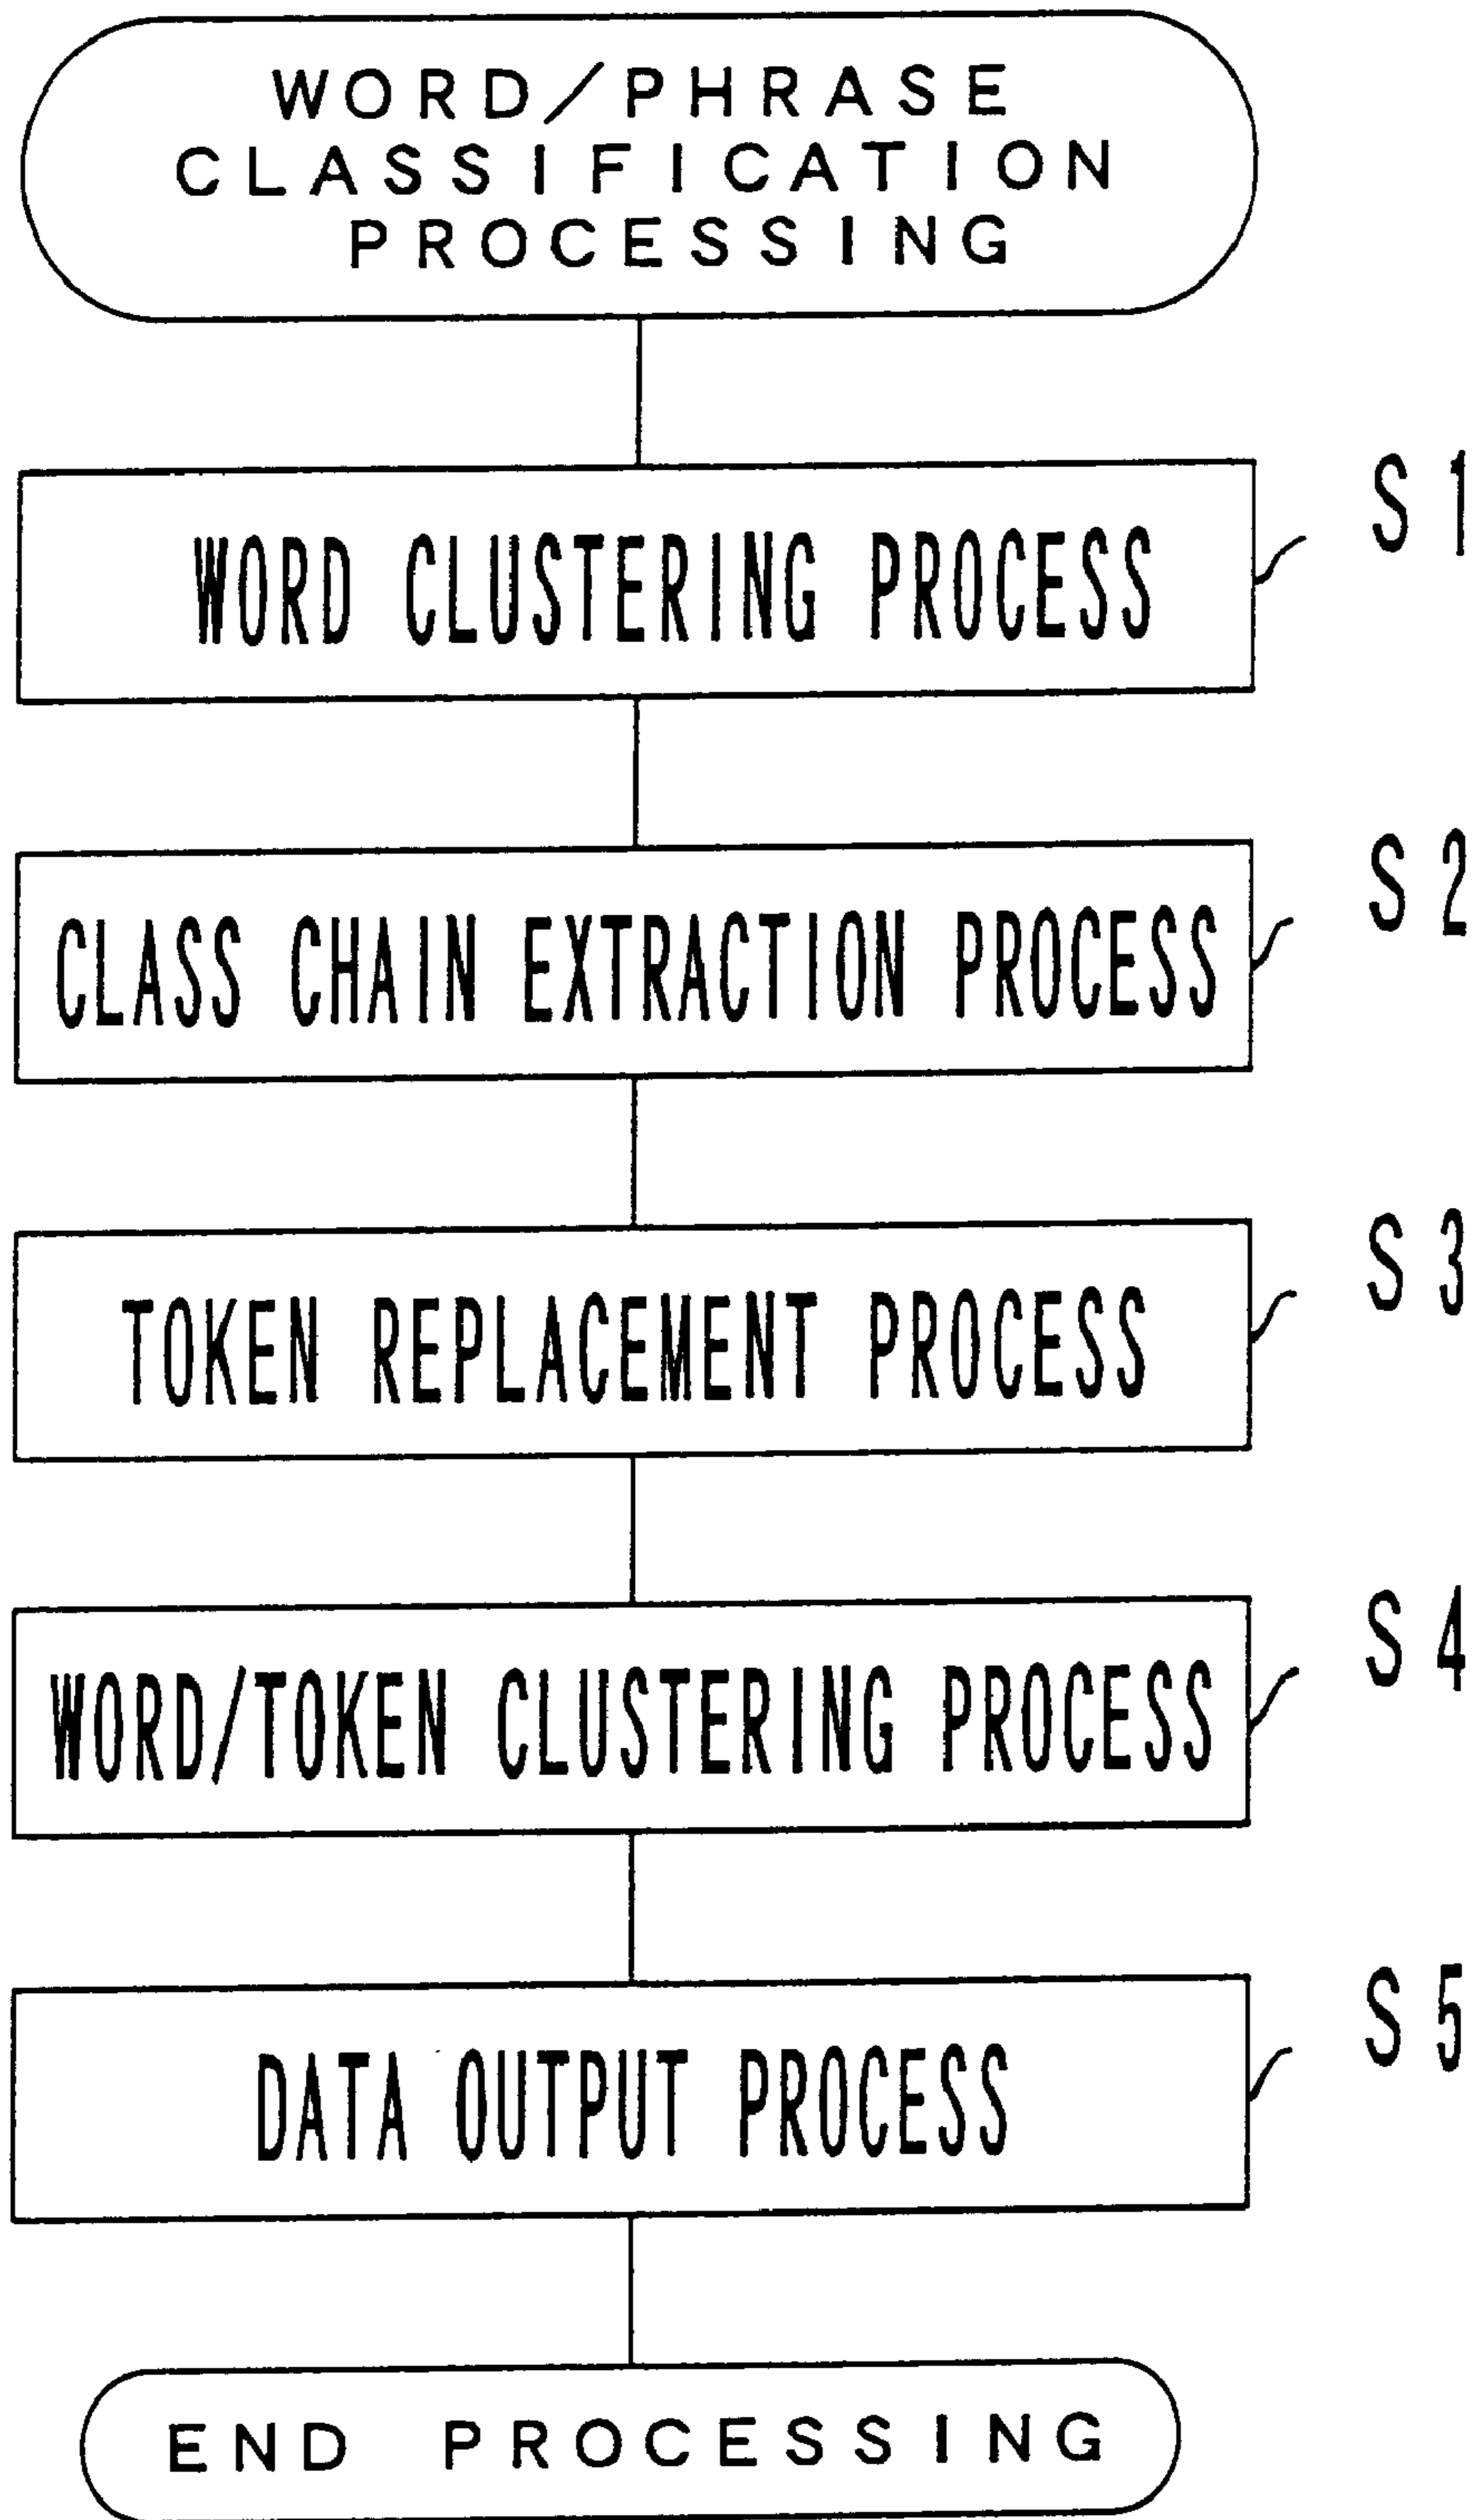 WORD/PHRASE
CLASSIFICATION
PROCESSING
WORD CLUSTERING PROCESS
S1
CLASS CHAIN EXTRACTION PROCESS
S2
TOKEN REPLACEMENT PROCESS
S3
WORD/TOKEN CLUSTERING PROCESS
S4
DATA OUTPUT PROCESS
S5
END PROCESSING